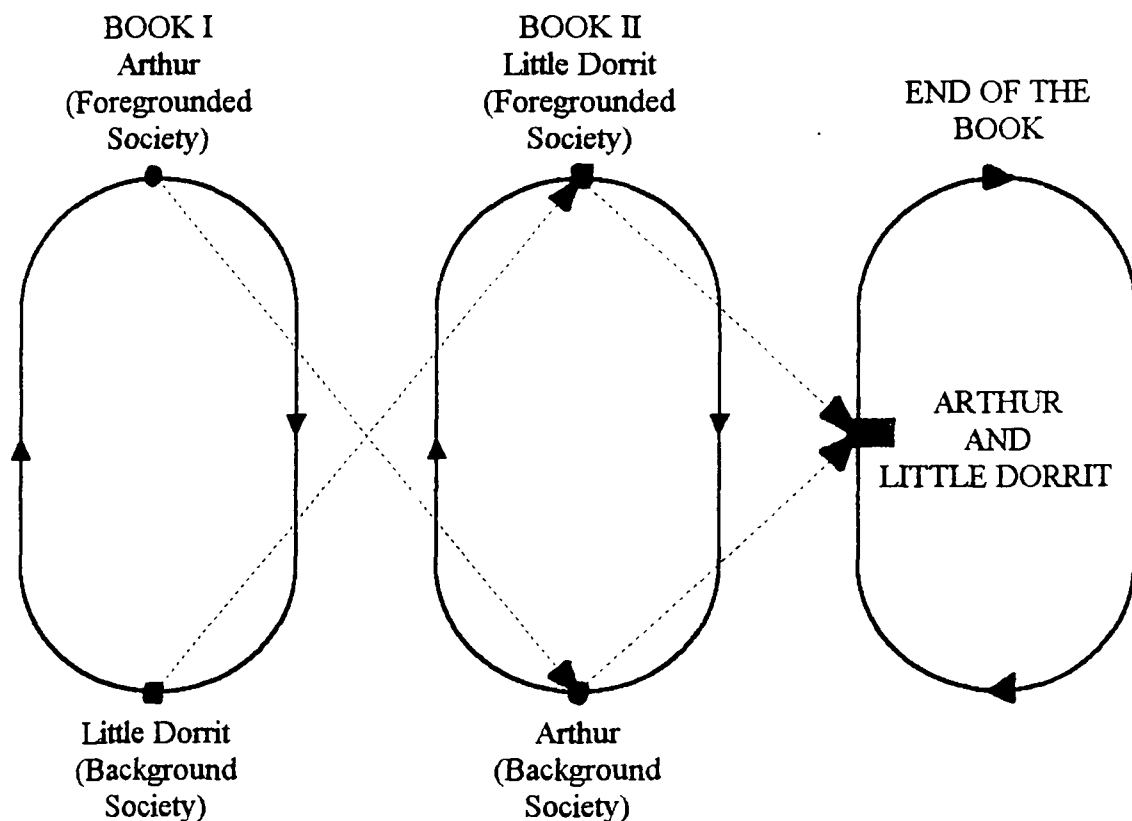 BOOK I
Arthur
(Foregrounded
Society)
BOOK II
Little Dorrit
(Foregrounded
Society)
END OF THE
BOOK
ARTHUR
AND
LITTLE DORRIT
Little Dorrit
(Background
Society)
Arthur
(Background
Society)